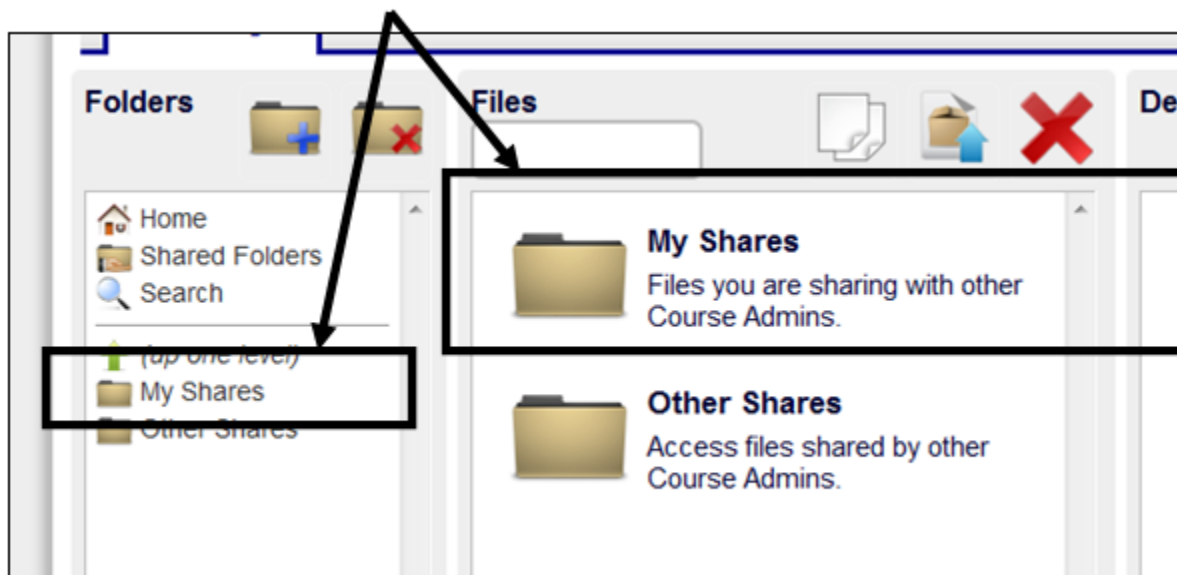 Folders
Files
De
Home
Shared Folders
Search
(up one level)
My Shares
Other Shares
My Shares
Files you are sharing with other
Course Admins.
Other Shares
Access files shared by other
Course Admins.